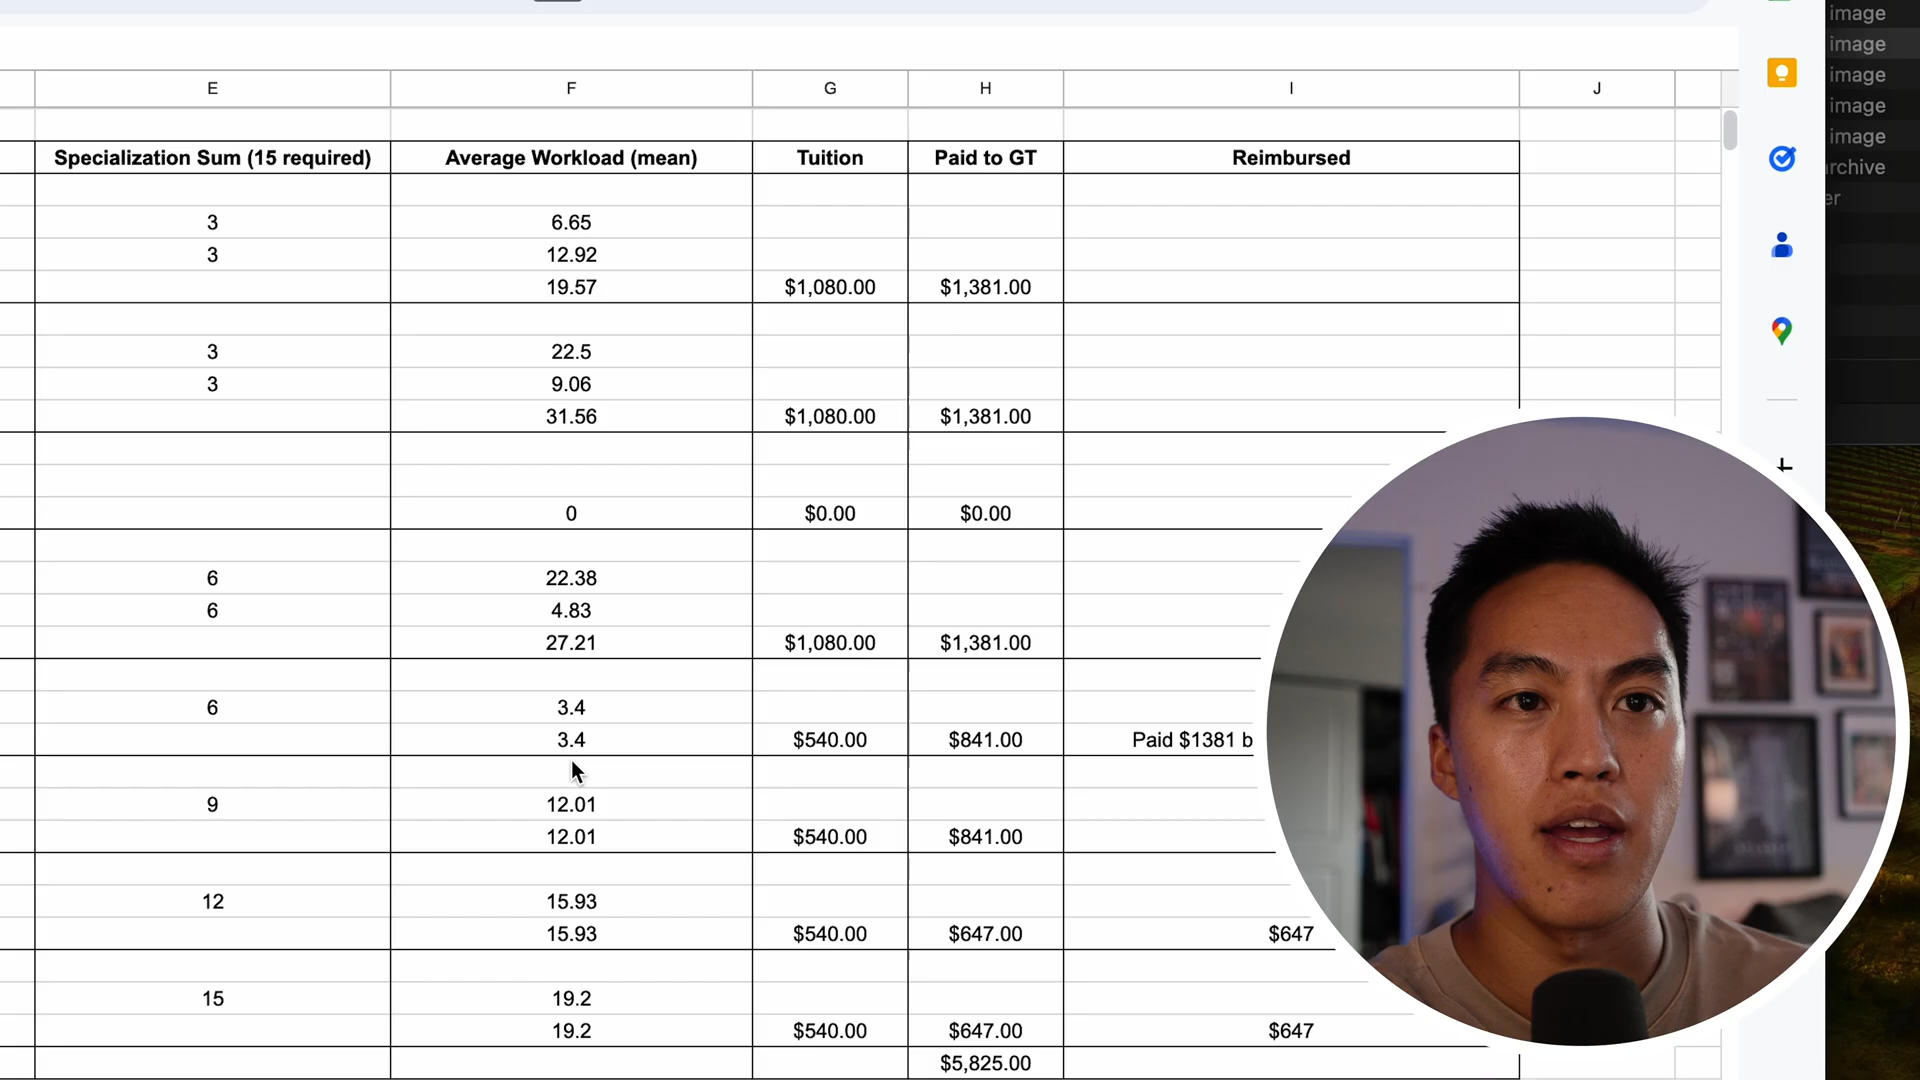 image
image
image
image
image
rchive
er
E F G H I J
Specialization Sum (15 required) Average Workload (mean) Tuition Paid to GT Reimbursed
3 6.65
3 12.92
19.57 $1,080.00 $1,381.00
3 22.5
3 9.06
31.56 $1,080.00 $1,381.00
0 $0.00 $0.00
6 22.38
6 4.83
27.21 $1,080.00 $1,381.00
6 3.4
3.4 $540.00 $841.00 Paid $1381 b
9 12.01
12.01 $540.00 $841.00
12 15.93
15.93 $540.00 $647.00 $647
15 19.2
19.2 $540.00 $647.00 $647
$5,825.00